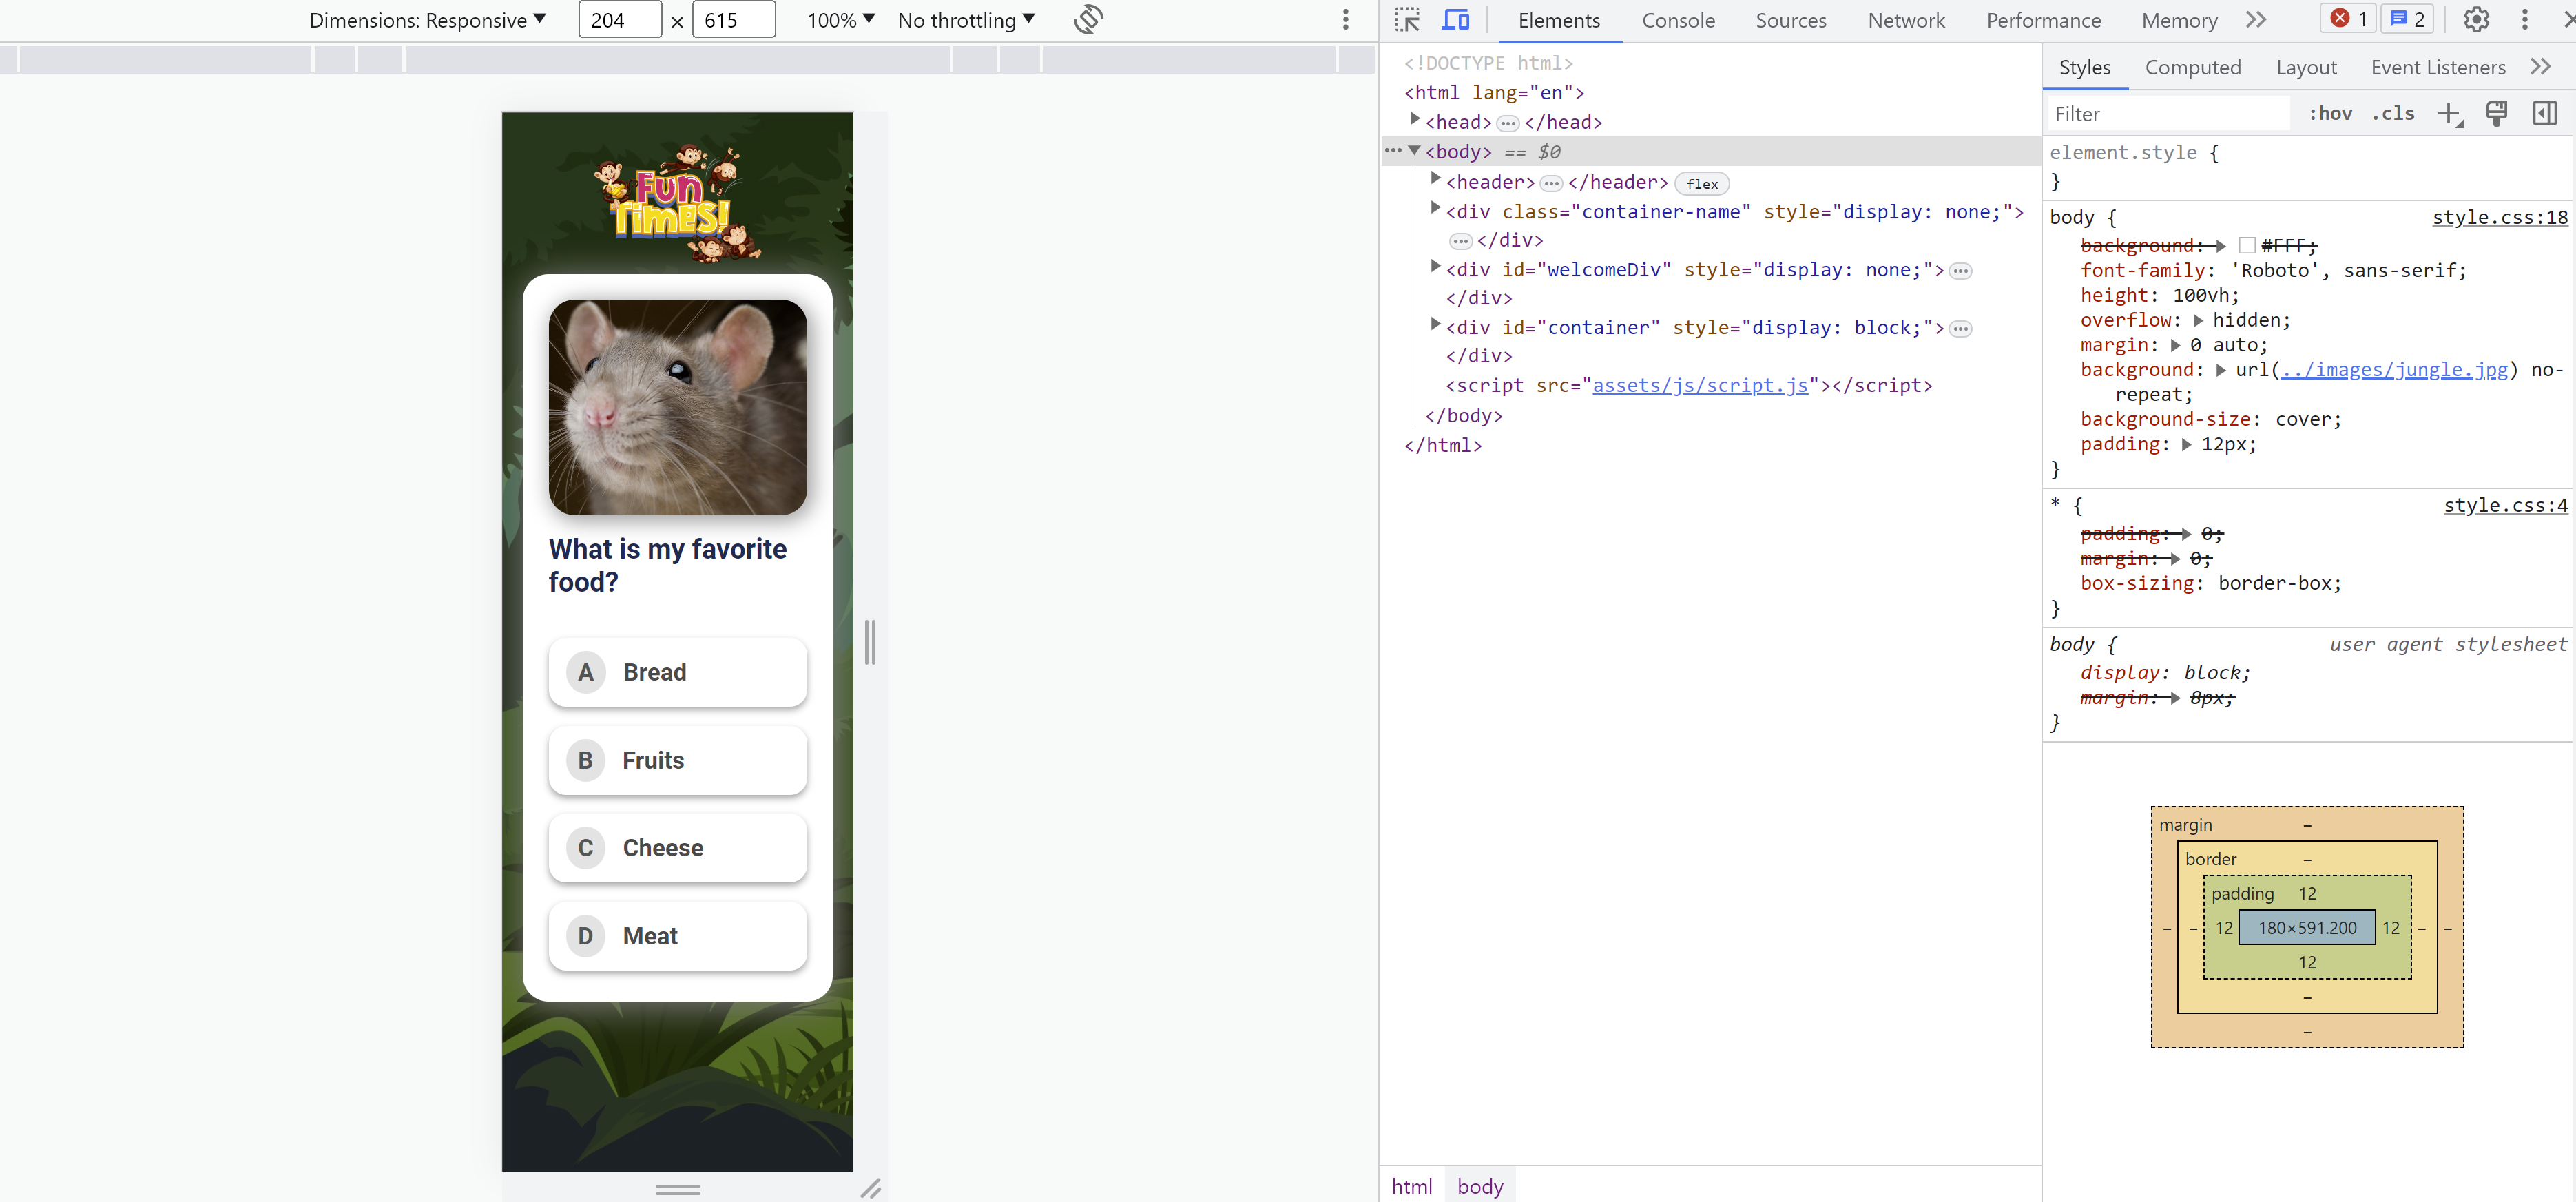 Dimensions: Responsive 204 × 615 100% No throttling
Elements Console Sources Network Performance Memory 1 2
Fun
Times!
What is my favorite
food?
A Bread
B Fruits
C Cheese
D Meat
<!DOCTYPE html>
<html lang="en">
<head> ••• </head>
••• <body> == $0
<header> ••• </header> flex
<div class="container-name" style="display: none;">
••• </div>
<div id="welcomeDiv" style="display: none;"> •••
</div>
<div id="container" style="display: block;"> •••
</div>
<script src="assets/js/script.js"></script>
</body>
</html>
html body
Styles Computed Layout Event Listeners
Filter :hov .cls
element.style {
}
body { style.css:18
background: #FFF;
font-family: 'Roboto', sans-serif;
height: 100vh;
overflow: hidden;
margin: 0 auto;
background: url(../images/jungle.jpg) no-
repeat;
background-size: cover;
padding: 12px;
}
* { style.css:4
padding: 0;
margin: 0;
box-sizing: border-box;
}
body { user agent stylesheet
display: block;
margin: 8px;
}
margin –
border –
padding 12
– – 12 180×591.200 12 – –
12
–
–